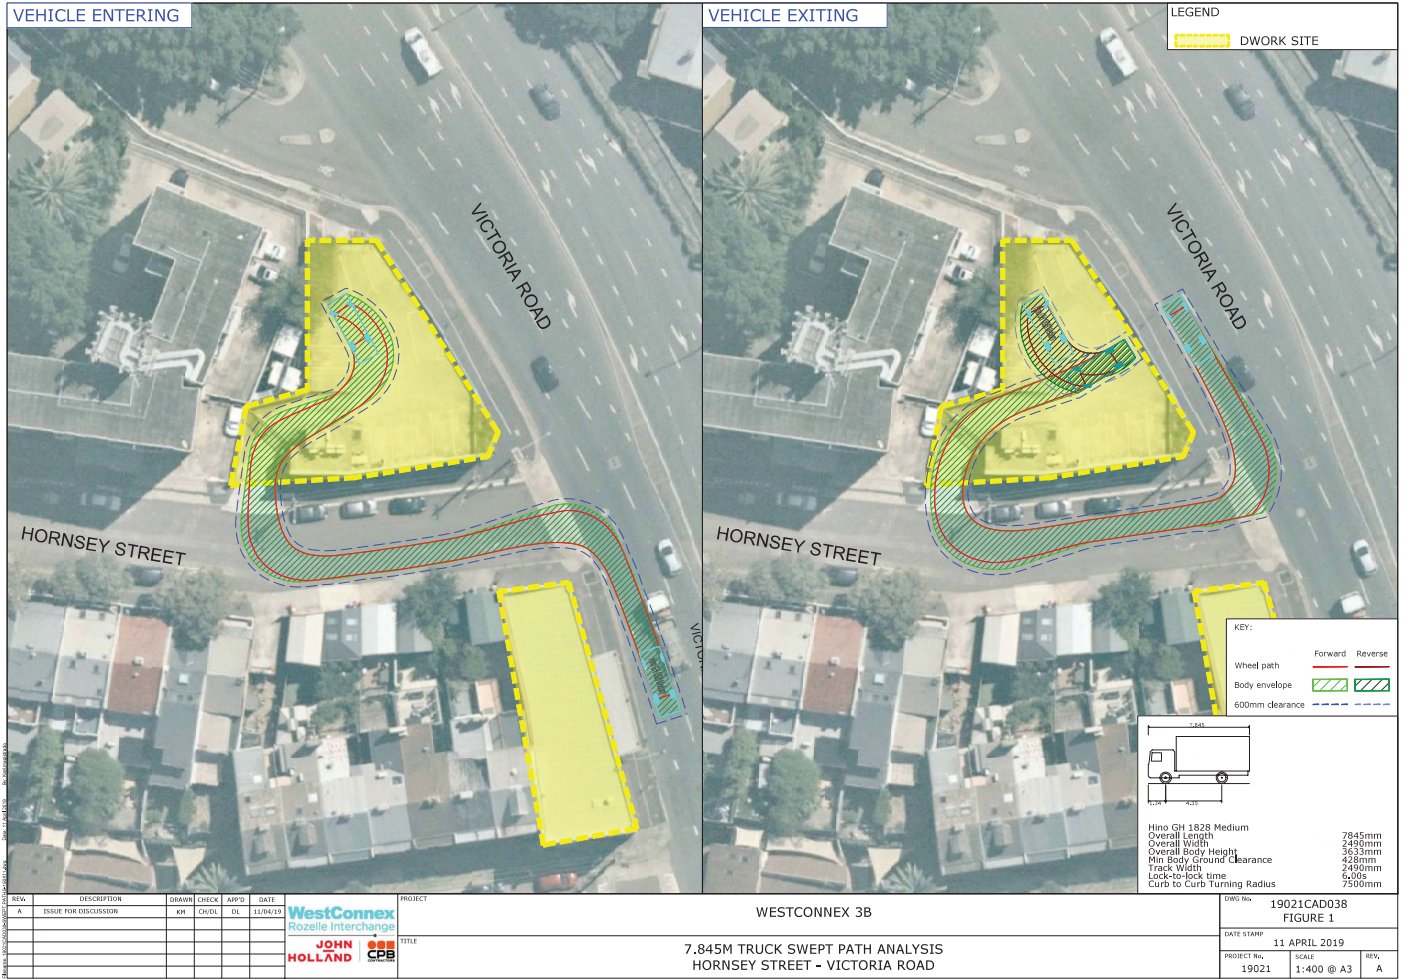 VEHICLE ENTERING
VICTORIA ROAD
HORNSEY STREET
VEHICLE EXITING
LEGEND
DWORK SITE
VICTORIA ROAD
HORNSEY STREET
KEY:
Forward Reverse
Wheel path
Body envelope
600mm clearance
7.845
1.34 4.35
Hino GH 1828 Medium
Overall Length 7845mm
Overall Width 2490mm
Overall Body Height 3633mm
Min Body Ground Clearance 428mm
Track Width 2490mm
Lock-to-lock time 6.00s
Curb to Curb Turning Radius 7500mm
REV. DESCRIPTION DRAWN CHECK APP'D DATE
A ISSUE FOR DISCUSSION KM CH/DL DL 11/04/19
WestConnex
Rozelle Interchange
JOHN HOLLAND
CPB
CONTRACTORS
PROJECT
WESTCONNEX 3B
TITLE
7.845M TRUCK SWEPT PATH ANALYSIS
HORNSEY STREET - VICTORIA ROAD
DWG No. 19021CAD038
FIGURE 1
DATE STAMP
11 APRIL 2019
PROJECT No. SCALE REV.
19021 1:400 @ A3 A